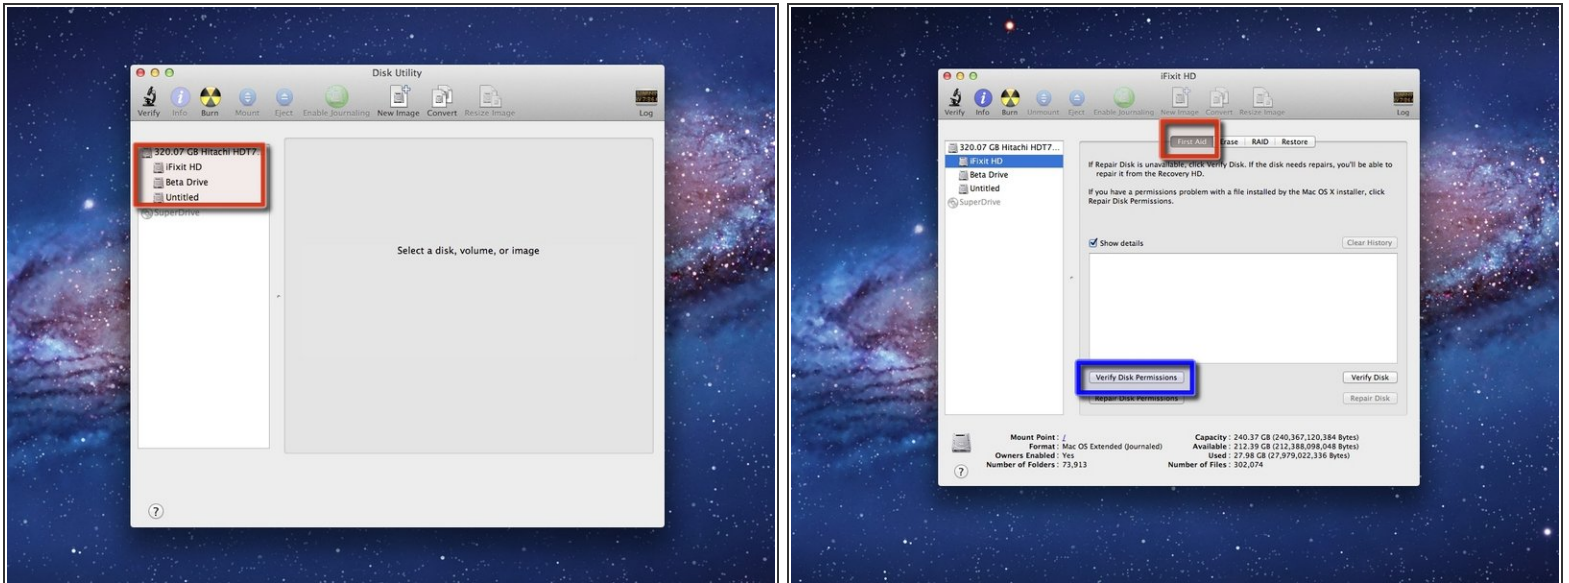 Disk Utility
Verify Info Burn Mount Eject Enable Journaling New Image Convert Resize Image Log
320.07 GB Hitachi HDT7...
iFixit HD
Beta Drive
Untitled
SuperDrive
Select a disk, volume, or image
?
iFixit HD
Verify Info Burn Unmount Eject Enable Journaling New Image Convert Resize Image Log
320.07 GB Hitachi HDT7...
iFixit HD
Beta Drive
Untitled
SuperDrive
First Aid Erase RAID Restore
If Repair Disk is unavailable, click Verify Disk. If the disk needs repairs, you'll be able to
repair it from the Recovery HD.
If you have a permissions problem with a file installed by the Mac OS X installer, click
Repair Disk Permissions.
Show details Clear History
Verify Disk Permissions Verify Disk
Repair Disk Permissions Repair Disk
Mount Point : / Capacity : 240.37 GB (240,367,120,384 Bytes)
Format : Mac OS Extended (Journaled) Available : 212.39 GB (212,388,098,048 Bytes)
Owners Enabled : Yes Used : 27.98 GB (27,979,022,336 Bytes)
Number of Folders : 73,913 Number of Files : 302,074
?